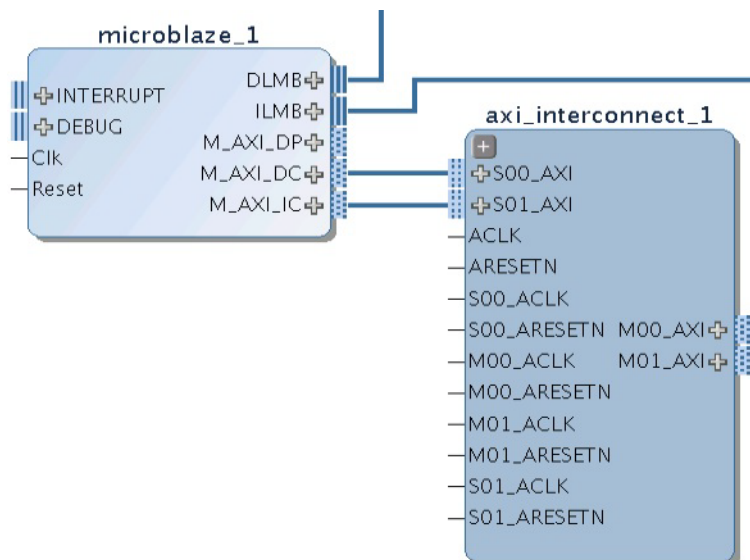 microblaze_1
INTERRUPT
DEBUG
Clk
Reset
DLMB
ILMB
M_AXI_DP
M_AXI_DC
M_AXI_IC
axi_interconnect_1
S00_AXI
S01_AXI
ACLK
ARESETN
S00_ACLK
S00_ARESETN M00_AXI
M00_ACLK M01_AXI
M00_ARESETN
M01_ACLK
M01_ARESETN
S01_ACLK
S01_ARESETN